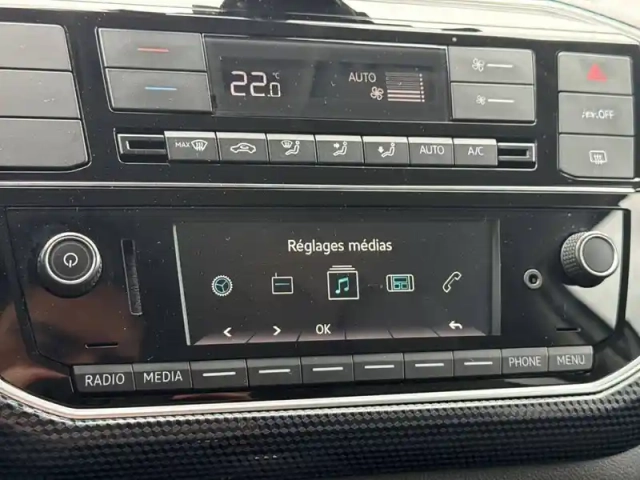 22.0 °C
AUTO
OFF
MAX
AUTO
A/C
Réglages médias
< > OK
RADIO MEDIA PHONE MENU